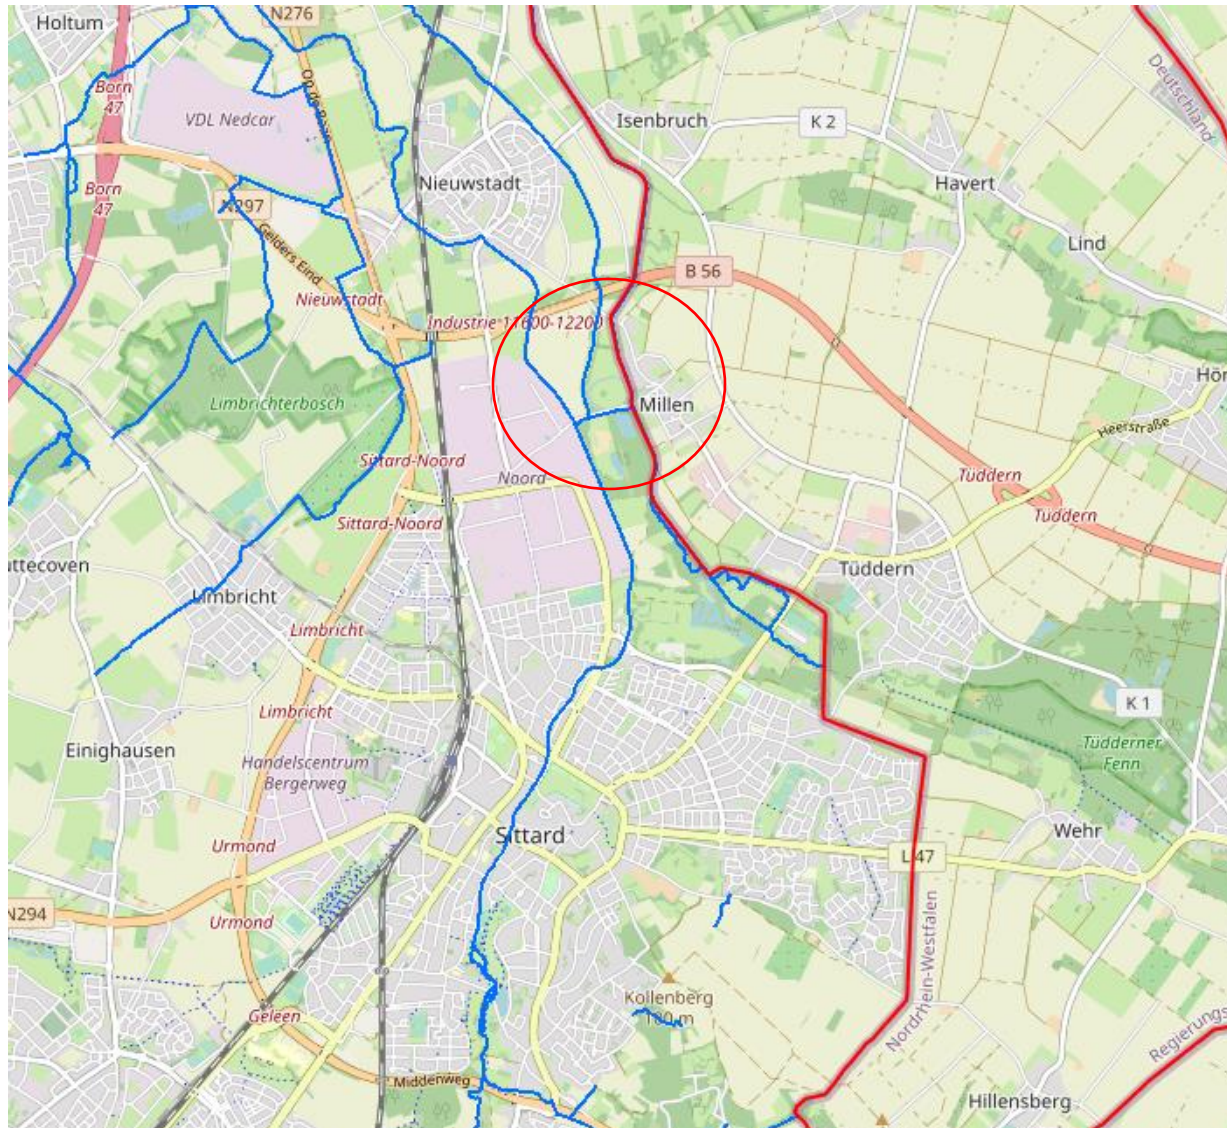 Holtum
N276
Deutschland
Born
47
Op de Baan
VDL Nedcar
Isenbruch
K 2
Born
47
Nieuwstadt
Havert
N297
Gelders Eind
Lind
B 56
Nieuwstadt
Industrie 11600-12200
Limbrichterbosch
Millen
Hör
Heerstraße
Sittard-Noord
Noord
Tüddern
Sittard-Noord
Tüddern
uttecoven
Tüddern
Limbricht
Limbricht
Limbricht
K 1
Einighausen
Handelscentrum
Bergerweg
Tüdderner
Fenn
Sittard
Wehr
Urmond
L 47
N294
Urmond
Nordrhein-Westfalen
Kollenberg
100 m
Geleen
Regierungs
Middenweg
Hillensberg